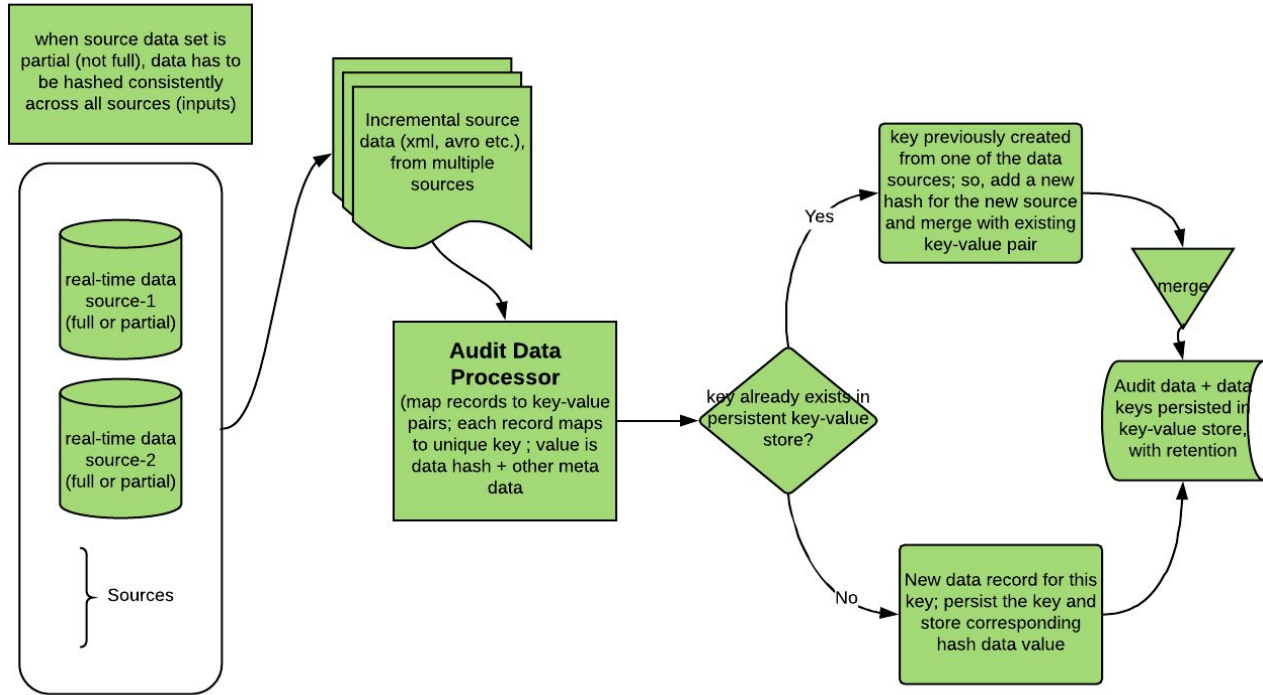 when source data set is
partial (not full), data has to
be hashed consistently
across all sources (inputs)
real-time data
source-1
(full or partial)
real-time data
source-2
(full or partial)
Sources
Incremental source
data (xml, avro etc.),
from multiple
sources
Audit Data
Processor
(map records to key-value
pairs; each record maps
to unique key ; value is
data hash + other meta
data
key already exists in
persistent key-value
store?
Yes
key previously created
from one of the data
sources; so, add a new
hash for the new source
and merge with existing
key-value pair
merge
No
New data record for this
key; persist the key and
store corresponding
hash data value
Audit data + data
keys persisted in
key-value store,
with retention